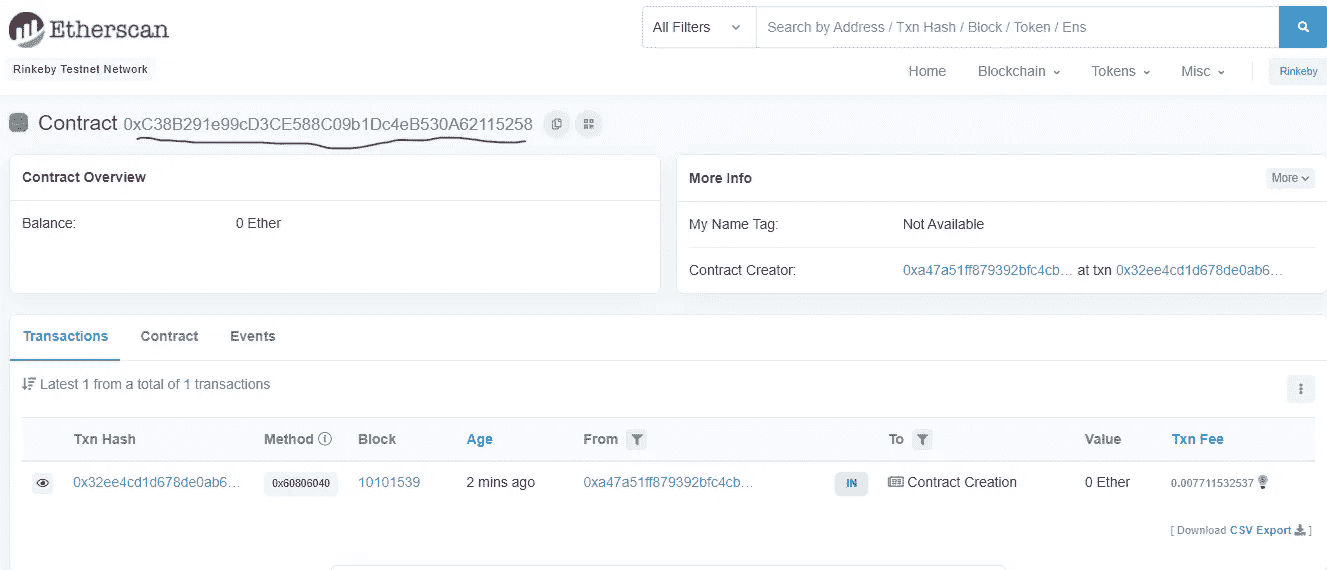 Etherscan
All Filters
Search by Address / Txn Hash / Block / Token / Ens
Rinkeby Testnet Network
Home Blockchain Tokens Misc Rinkeby
Contract 0xC38B291e99cD3CE588C09b1Dc4eB530A62115258
Contract Overview
Balance: 0 Ether
More Info More
My Name Tag: Not Available
Contract Creator: 0xa47a51ff879392bfc4cb... at txn 0x32ee4cd1d678de0ab6...
Transactions Contract Events
Latest 1 from a total of 1 transactions
Txn Hash Method Block Age From To Value Txn Fee
0x32ee4cd1d678de0ab6... 0x60806040 10101539 2 mins ago 0xa47a51ff879392bfc4cb... IN Contract Creation 0 Ether 0.007711532537
[ Download CSV Export ]